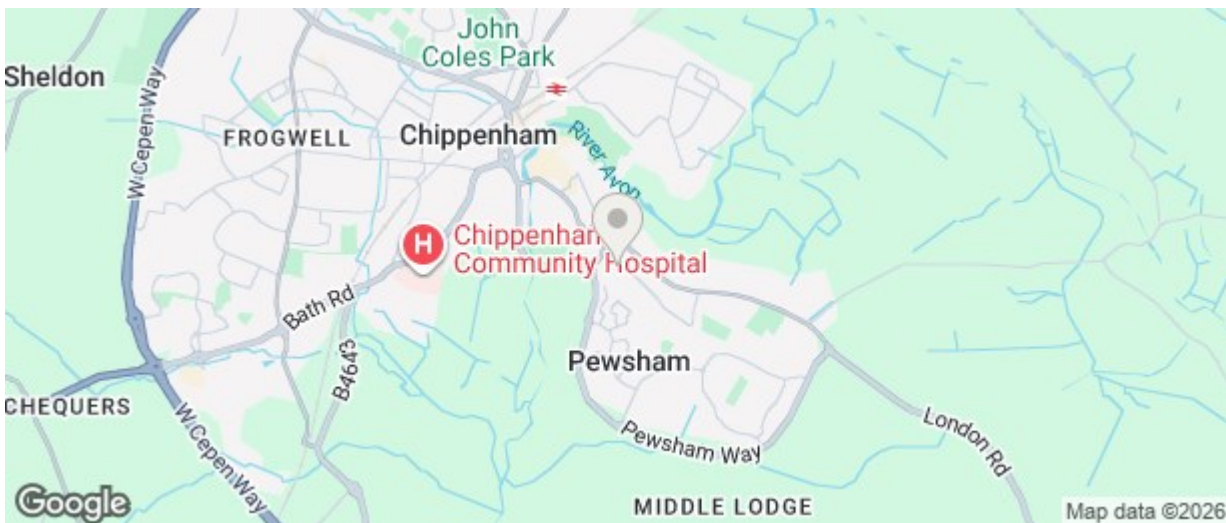 John
Coles Park
Sheldon
W Cepen Way
FROGWELL
Chippenham
River Avon
H
Chippenham
Community Hospital
Bath Rd
B4643
Pewsham
CHEQUERS
W Cepen Way
Pewsham Way
London Rd
MIDDLE LODGE
Google
Map data ©2026